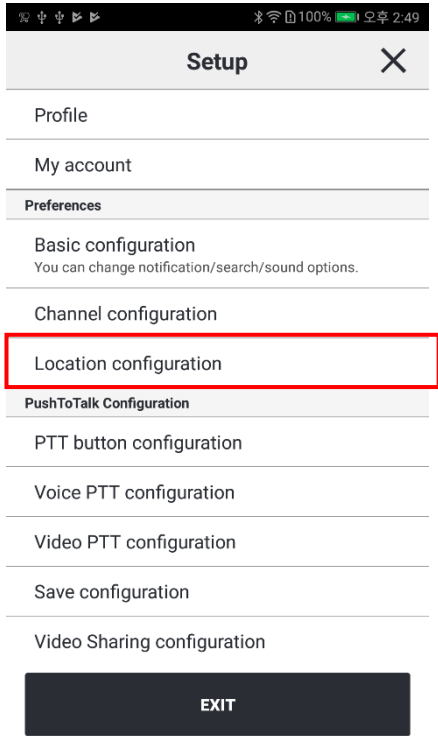 100% 오후 2:49
Setup
Profile
My account
Preferences
Basic configuration
You can change notification/search/sound options.
Channel configuration
Location configuration
PushToTalk Configuration
PTT button configuration
Voice PTT configuration
Video PTT configuration
Save configuration
Video Sharing configuration
EXIT